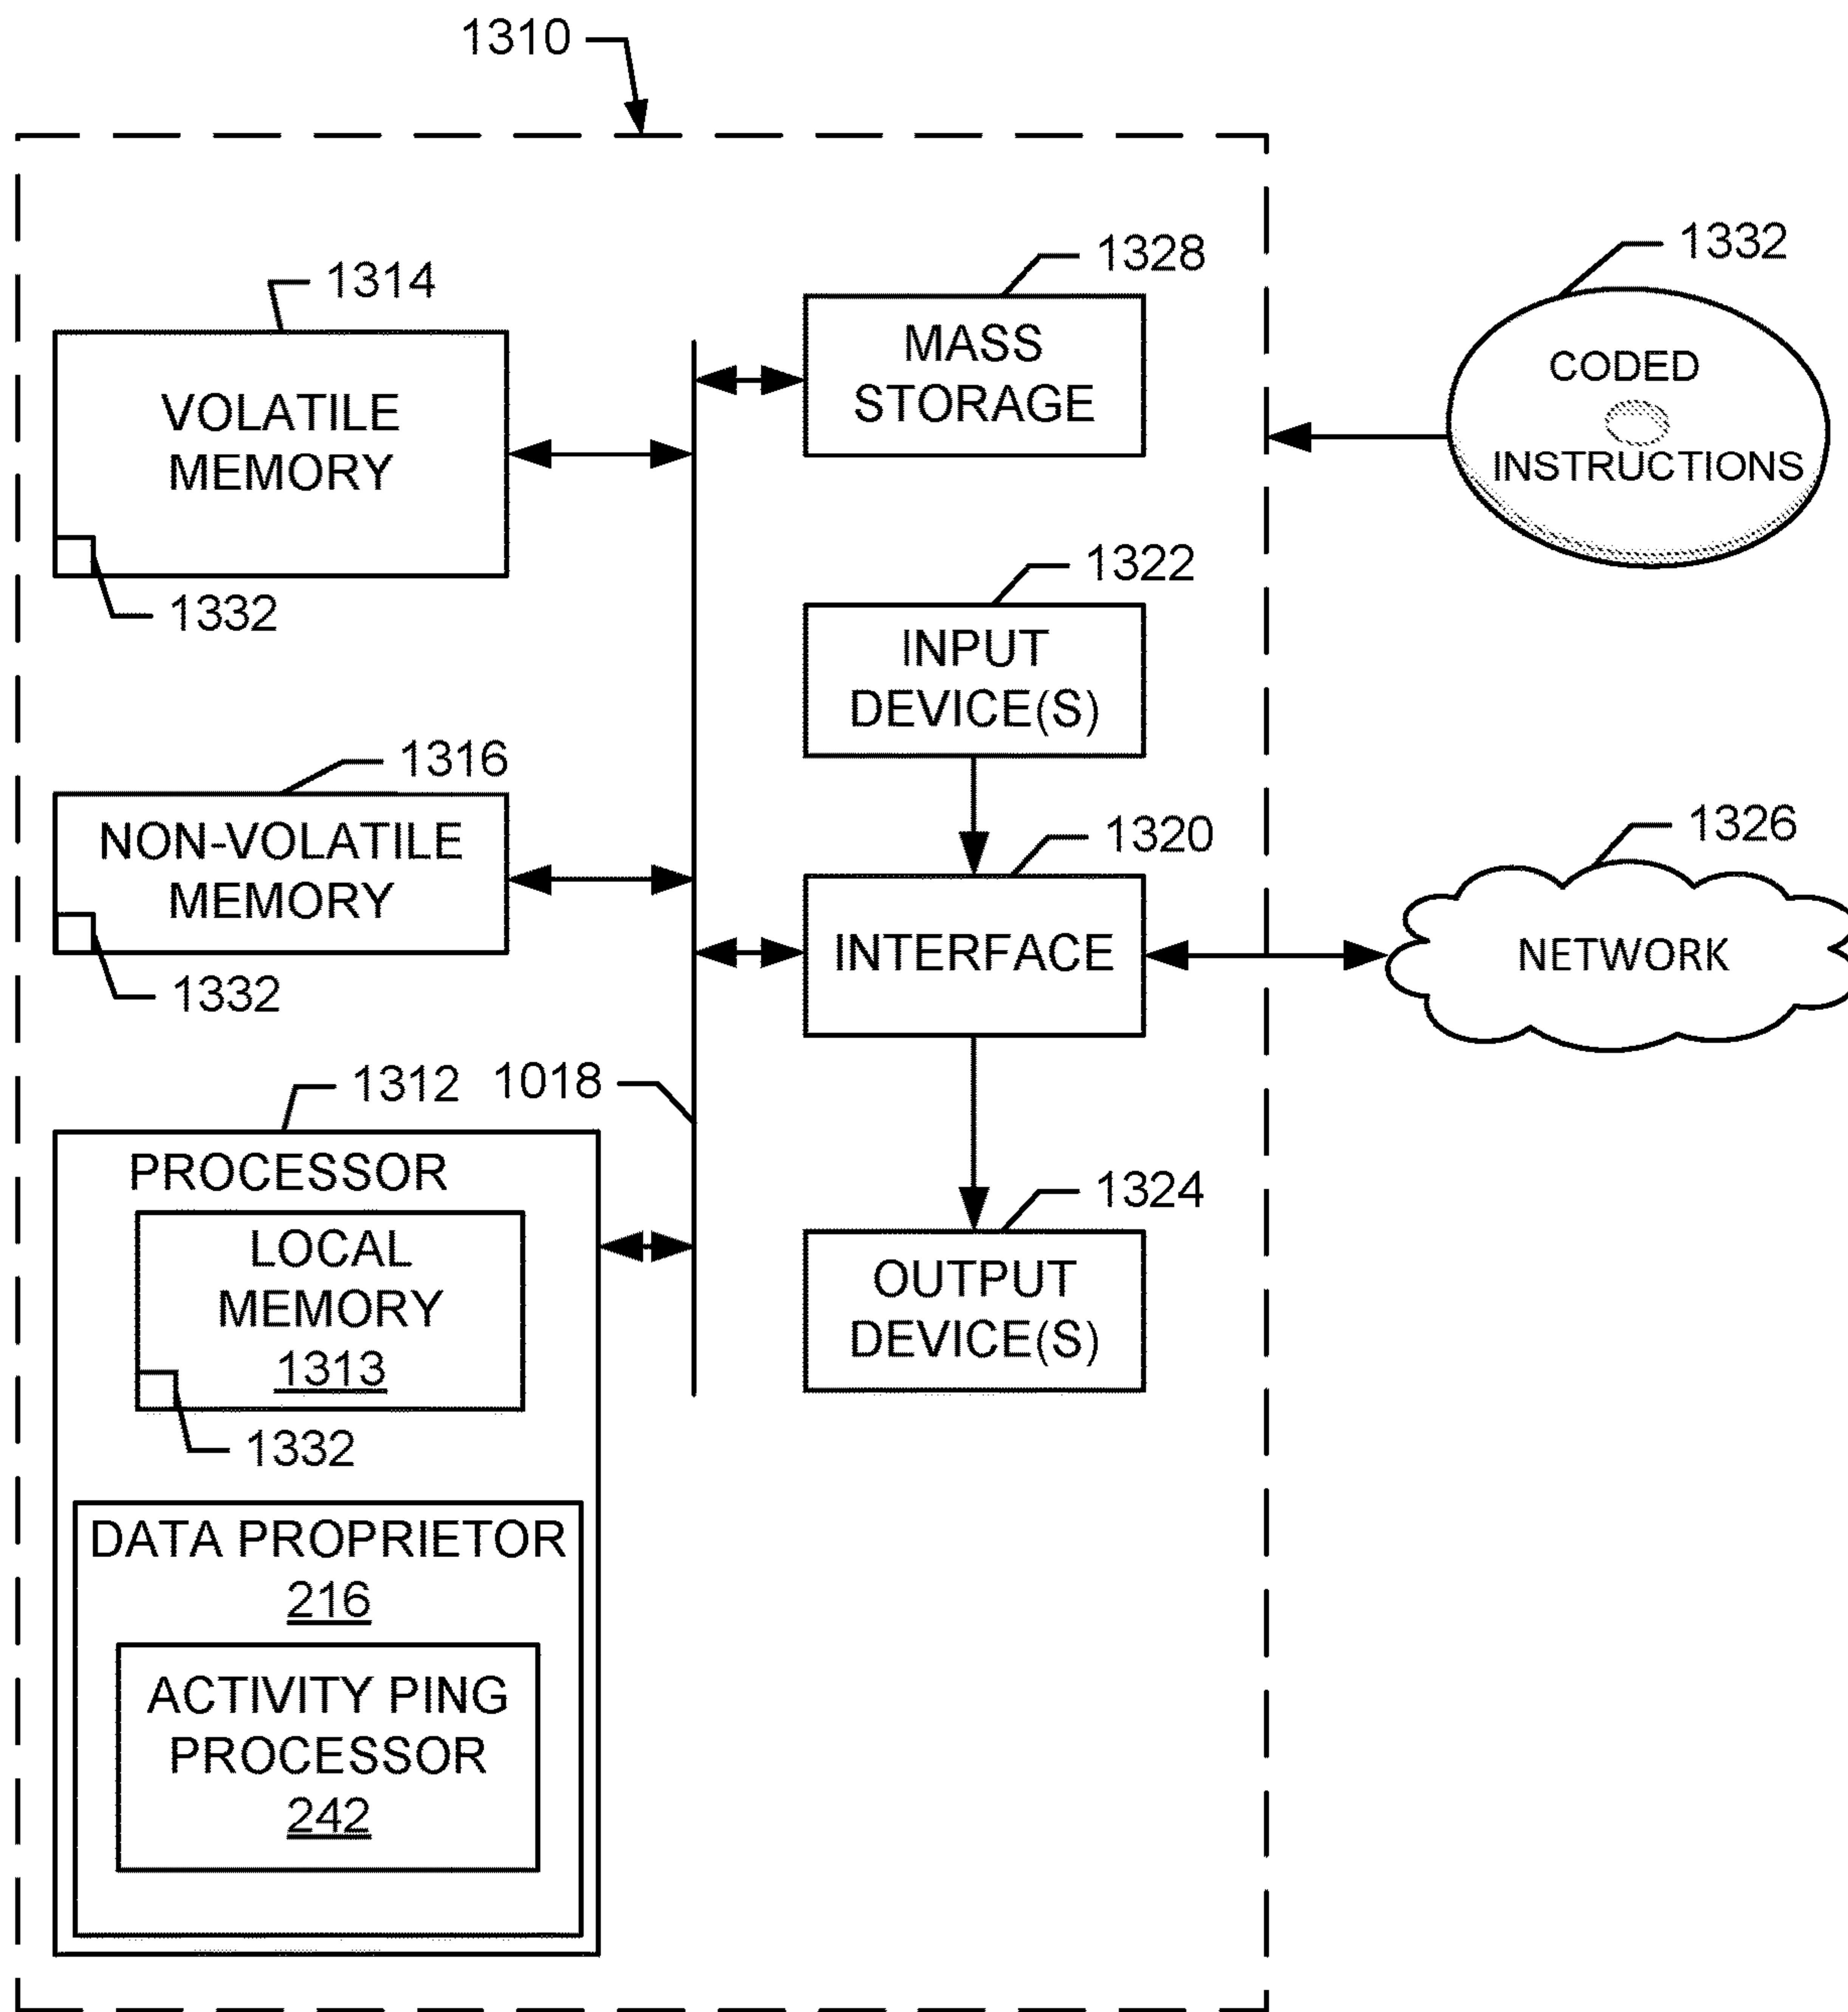 1310
1314
VOLATILE
MEMORY
1332
1328
MASS
STORAGE
1332
CODED
INSTRUCTIONS
1322
INPUT
DEVICE(S)
1316
NON-VOLATILE
MEMORY
1332
1320
INTERFACE
1326
NETWORK
1312
1018
PROCESSOR
LOCAL
MEMORY
1313
1332
1324
OUTPUT
DEVICE(S)
DATA PROPRIETOR
216
ACTIVITY PING
PROCESSOR
242